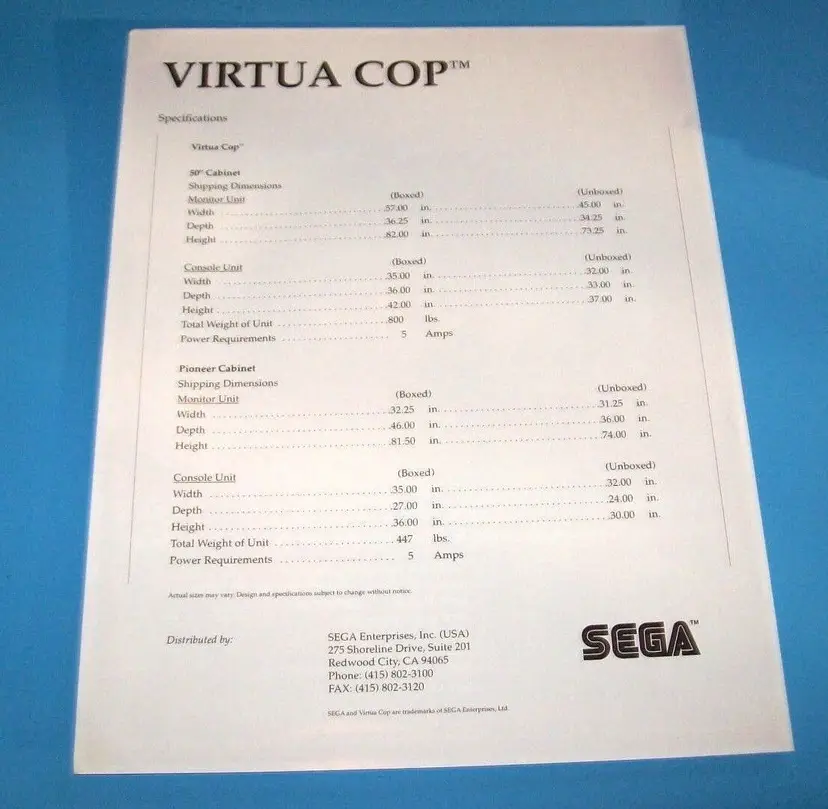 VIRTUA COP™
Specifications
Virtua Cop™
50" Cabinet
Shipping Dimensions
Monitor Unit (Boxed) (Unboxed)
Width 57.00 in. 45.00 in.
Depth 36.25 in. 34.25 in.
Height 82.00 in. 73.25 in.
Console Unit (Boxed) (Unboxed)
Width 35.00 in. 32.00 in.
Depth 36.00 in. 33.00 in.
Height 42.00 in. 37.00 in.
Total Weight of Unit 800 lbs.
Power Requirements 5 Amps
Pioneer Cabinet
Shipping Dimensions
Monitor Unit (Boxed) (Unboxed)
Width 32.25 in. 31.25 in.
Depth 46.00 in. 36.00 in.
Height 81.50 in. 74.00 in.
Console Unit (Boxed) (Unboxed)
Width 35.00 in. 32.00 in.
Depth 27.00 in. 24.00 in.
Height 36.00 in. 30.00 in.
Total Weight of Unit 447 lbs.
Power Requirements 5 Amps
Actual sizes may vary. Design and specifications subject to change without notice.
Distributed by:
SEGA Enterprises, Inc. (USA)
275 Shoreline Drive, Suite 201
Redwood City, CA 94065
Phone: (415) 802-3100
FAX: (415) 802-3120
SEGA™
SEGA and Virtua Cop are trademarks of SEGA Enterprises, Ltd.